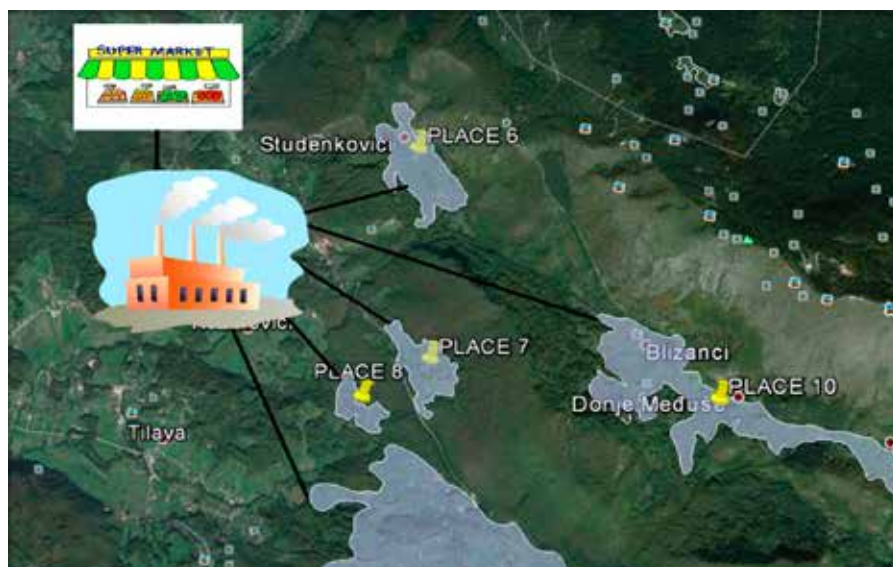 SUPER MARKET
Studenkovići
PLACE 6
PLACE 7
PLACE 8
Blizanci
PLACE 10
Donje Meduše
Tilava